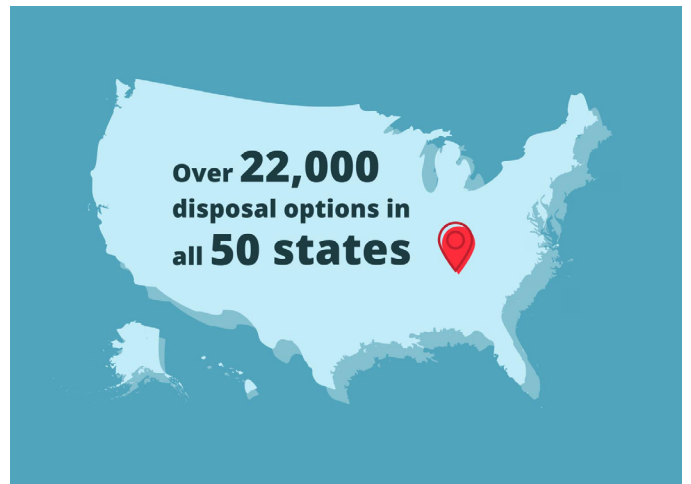 Over 22,000
disposal options in
all 50 states